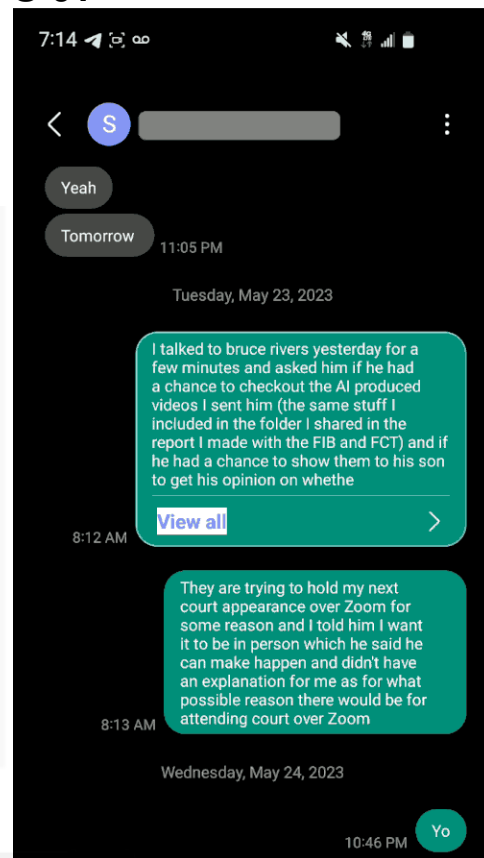 7:14
S
Yeah
Tomorrow
11:05 PM
Tuesday, May 23, 2023
I talked to bruce rivers yesterday for a
few minutes and asked him if he had
a chance to checkout the AI produced
videos I sent him (the same stuff I
included in the folder I shared in the
report I made with the FIB and FCT) and if
he had a chance to show them to his son
to get his opinion on whethe
View all
8:12 AM
They are trying to hold my next
court appearance over Zoom for
some reason and I told him I want
it to be in person which he said he
can make happen and didn't have
an explanation for me as for what
possible reason there would be for
attending court over Zoom
8:13 AM
Wednesday, May 24, 2023
Yo
10:46 PM